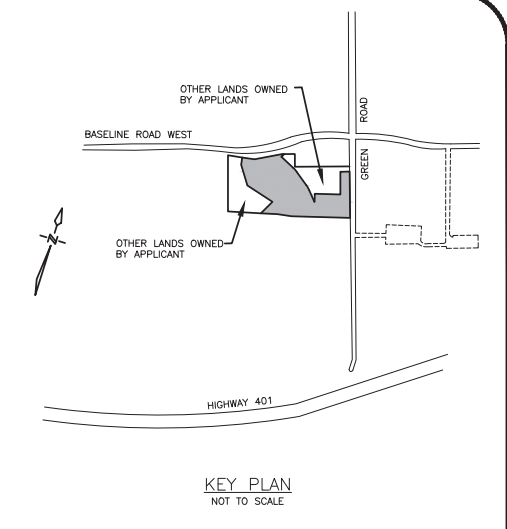 OTHER LANDS OWNED
BY APPLICANT
ROAD
BASELINE ROAD WEST
GREEN
N
OTHER LANDS OWNED
BY APPLICANT
HIGHWAY 401
KEY PLAN
NOT TO SCALE